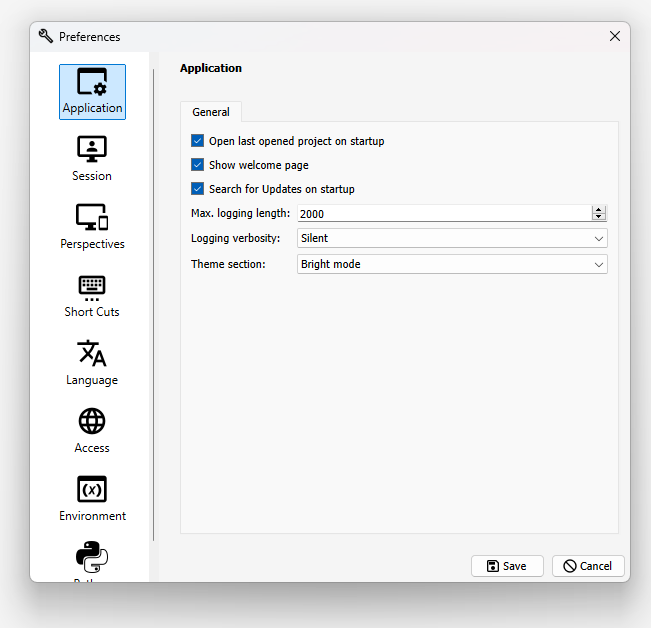 Preferences
Application
Session
Perspectives
Short Cuts
Language
Access
(x)
Environment
Application
General
Open last opened project on startup
Show welcome page
Search for Updates on startup
Max. logging length: 2000
Logging verbosity: Silent
Theme section: Bright mode
Save
Cancel